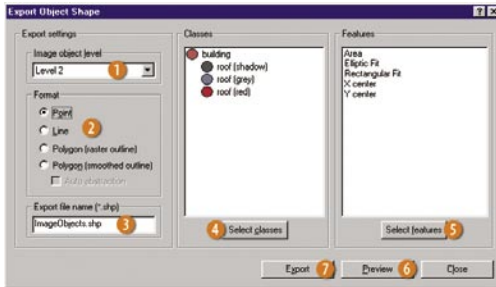 Export Object Shape
Export settings
Image object level
Level 2
1
Format
Point
Line
2
Polygon (raster outline)
Polygon (smoothed outline)
Auto abstraction
Export file name (*.shp)
ImageObjects.shp
3
Classes
building
roof (shadow)
roof (grey)
roof (red)
4
Select classes
Features
Area
Elliptic Fit
Rectangular Fit
X center
Y center
Select features
5
Export
7
Preview
6
Close